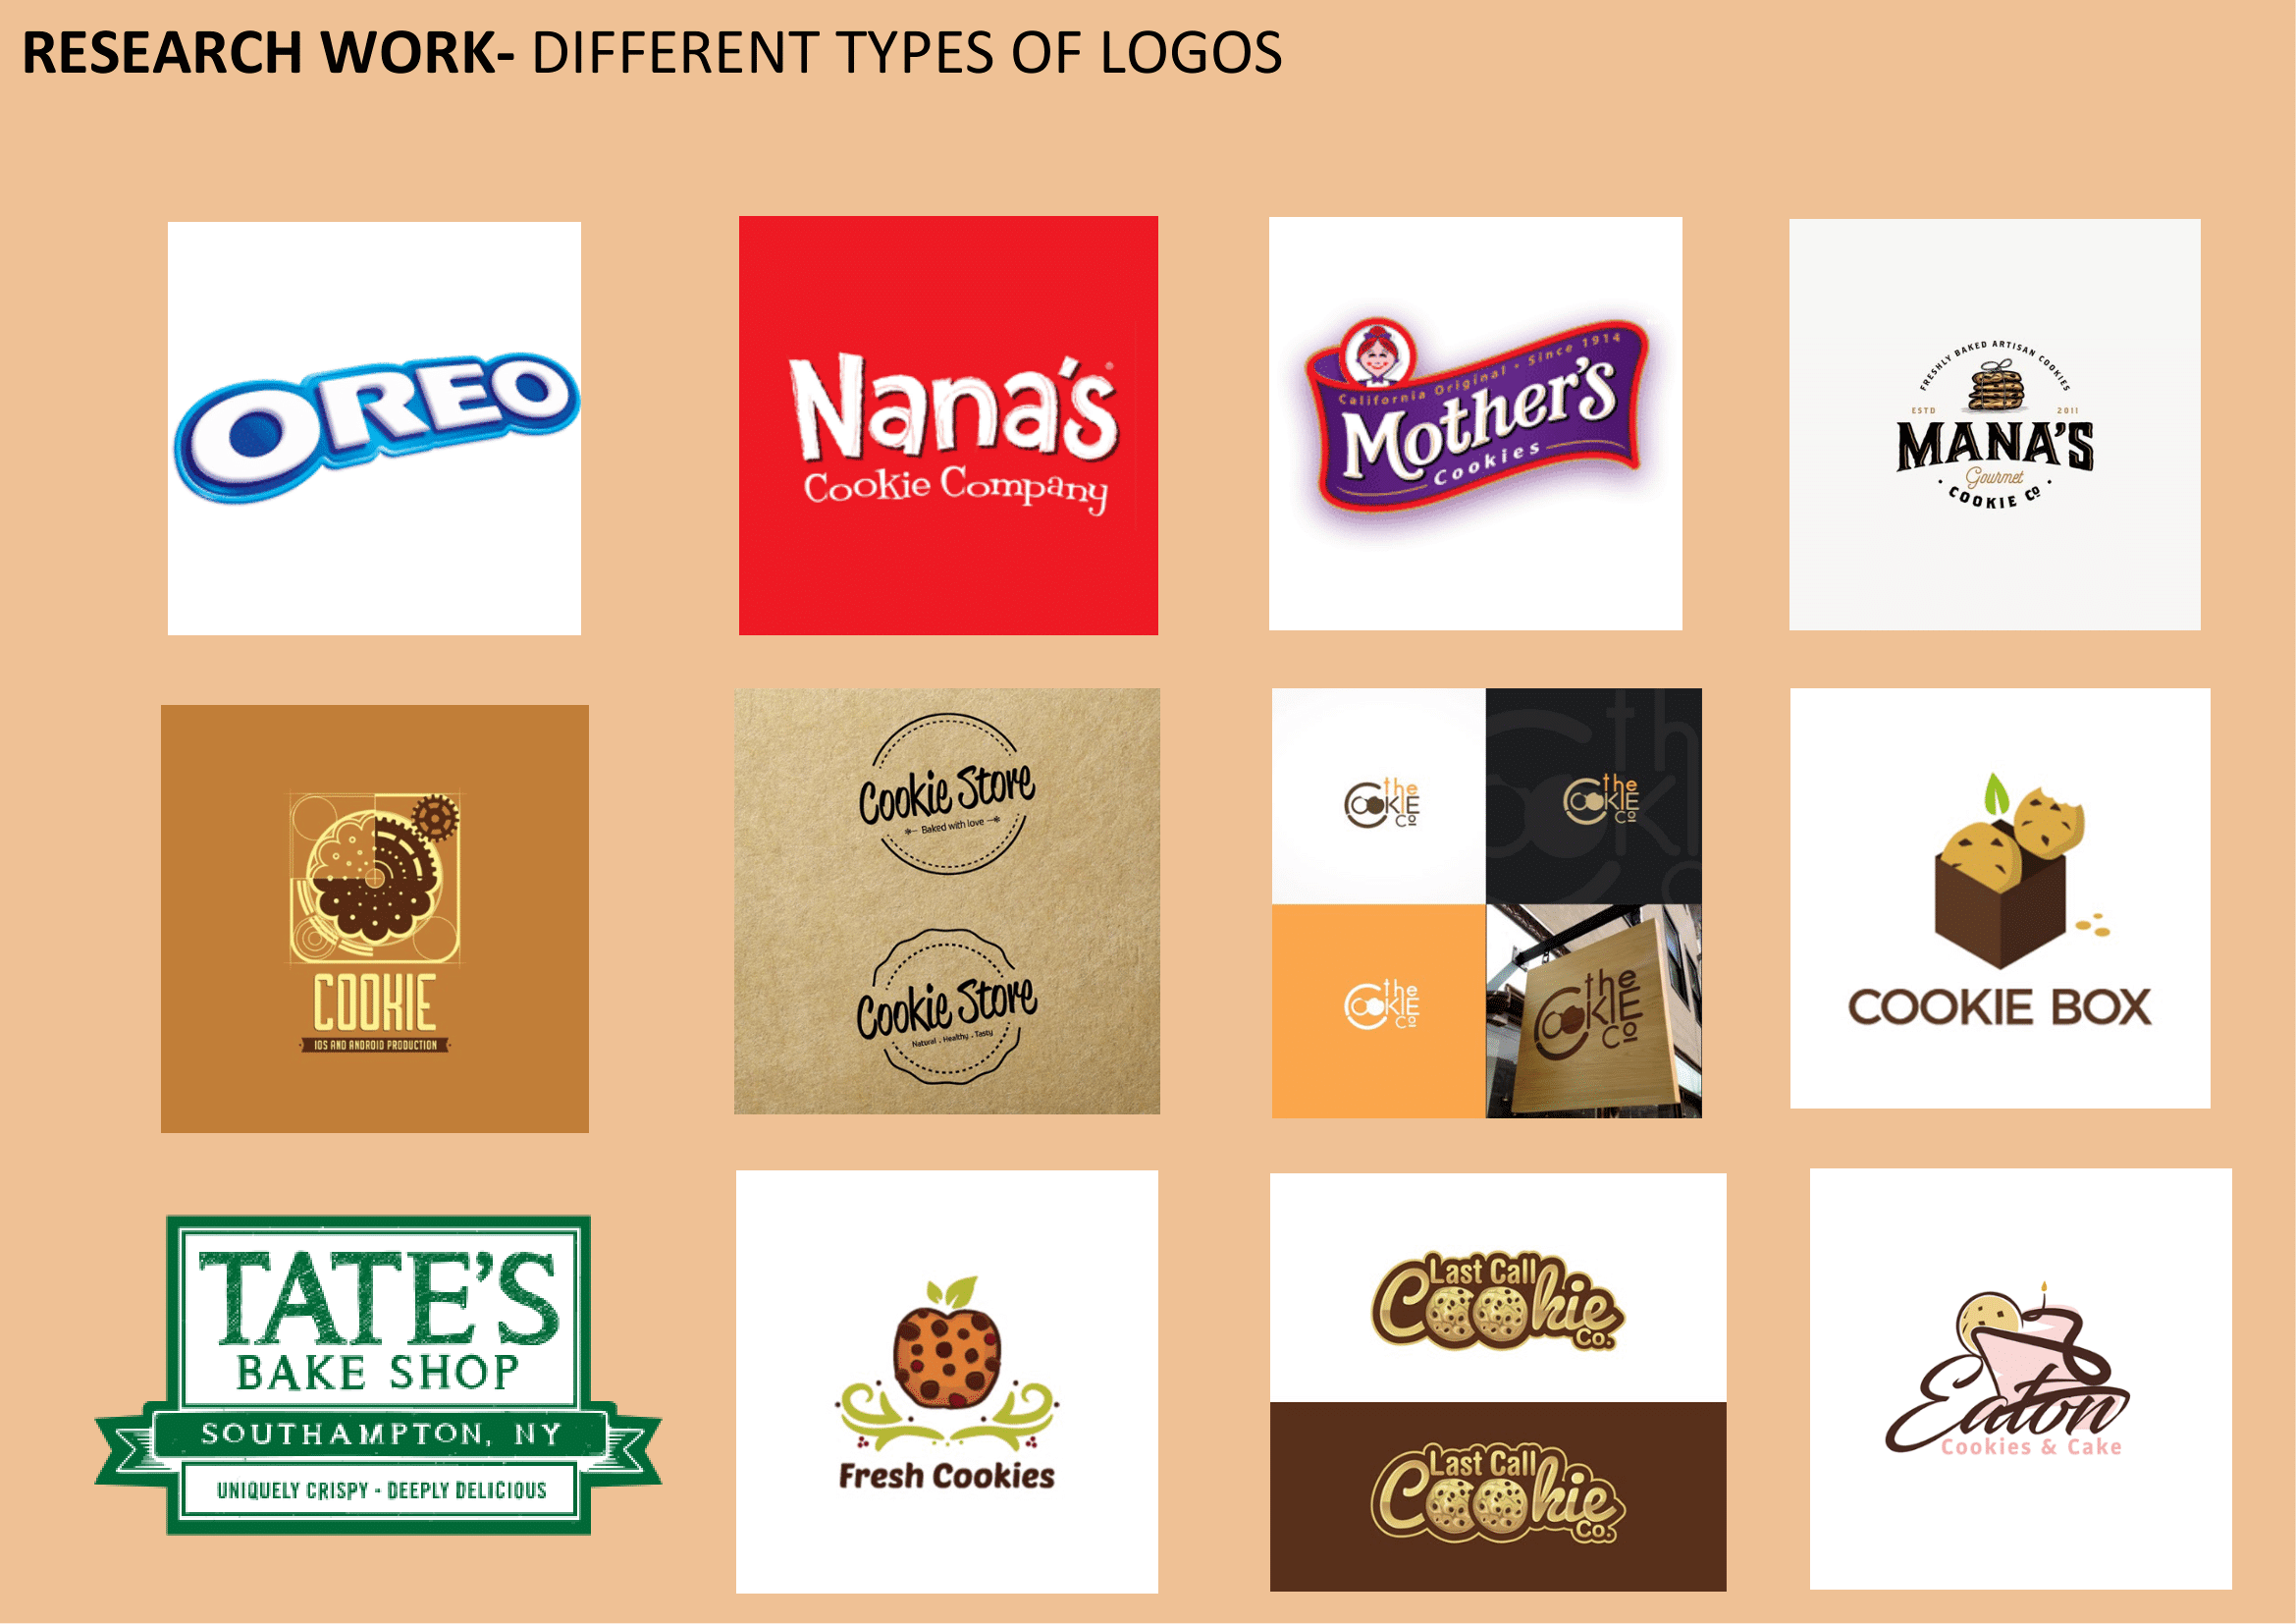 RESEARCH WORK- DIFFERENT TYPES OF LOGOS
OREO
Nana's®
Cookie Company
California Original • Since 1914
Mother's
Cookies
FRESHLY BAKED ARTISAN COOKIES
ESTD 2011
MANA'S
Gourmet
• COOKIE Co •
COOKIE
IOS AND ANDROID PRODUCTION
Cookie Store
Baked with love
Cookie Store
Natural . Healthy . Tasty
the
COOKIE
Co
the
COOKIE
Co
the
COOKIE
Co
the
COOKIE
Co
COOKIE BOX
TATE'S
BAKE SHOP
SOUTHAMPTON, NY
UNIQUELY CRISPY - DEEPLY DELICIOUS
Fresh Cookies
Last Call
Cookie
Co.
Last Call
Cookie
Co.
Eaton
Cookies & Cake